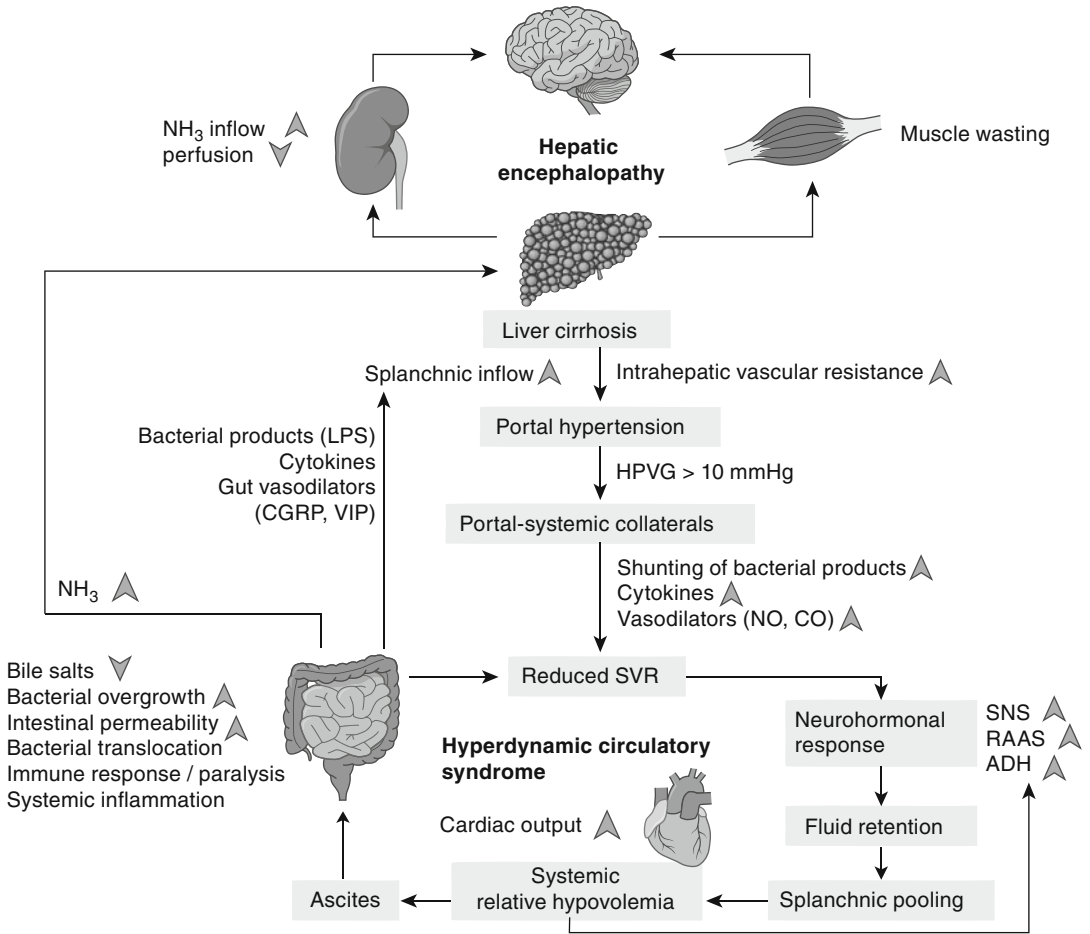 NH3 inflow
perfusion
Hepatic
encephalopathy
Muscle wasting
Liver cirrhosis
Splanchnic inflow
Intrahepatic vascular resistance
Portal hypertension
Bacterial products (LPS)
Cytokines
Gut vasodilators
(CGRP, VIP)
HPVG > 10 mmHg
Portal-systemic collaterals
Shunting of bacterial products
Cytokines
Vasodilators (NO, CO)
NH3
Bile salts
Bacterial overgrowth
Intestinal permeability
Bacterial translocation
Immune response / paralysis
Systemic inflammation
Reduced SVR
Neurohormonal
response
SNS
RAAS
ADH
Hyperdynamic circulatory
syndrome
Cardiac output
Fluid retention
Splanchnic pooling
Systemic
relative hypovolemia
Ascites